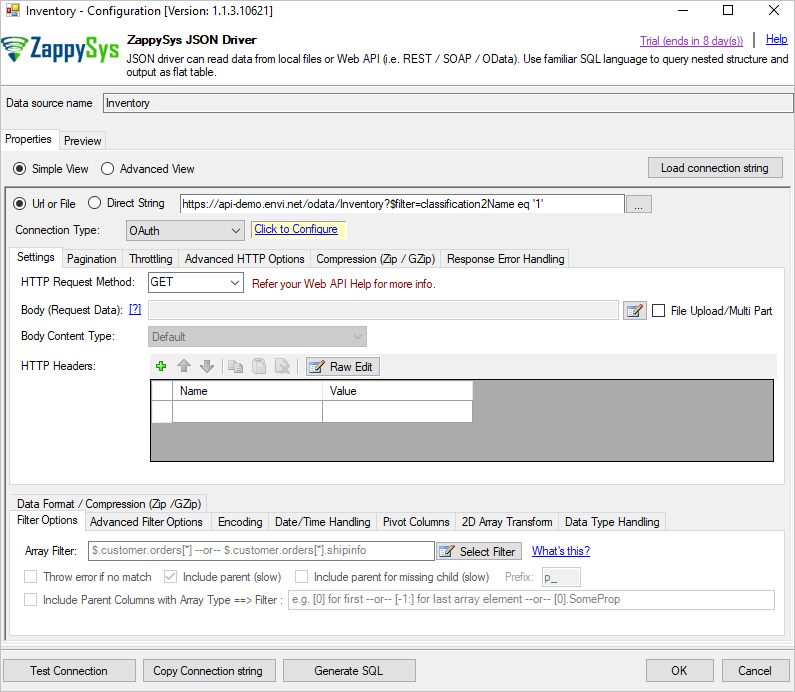 Inventory - Configuration [Version: 1.1.3.10621]
ZappySys
ZappySys JSON Driver
Trial (ends in 8 day(s)) | Help
JSON driver can read data from local files or Web API (i.e. REST / SOAP / OData). Use familiar SQL language to query nested structure and
output as flat table.
Data source name Inventory
Properties Preview
Simple View Advanced View Load connection string
Url or File Direct String https://api-demo.envi.net/odata/Inventory?$filter=classification2Name eq '1' ...
Connection Type: OAuth Click to Configure
Settings Pagination Throttling Advanced HTTP Options Compression (Zip / GZip) Response Error Handling
HTTP Request Method: GET Refer your Web API Help for more info.
Body (Request Data): [?] File Upload/Multi Part
Body Content Type: Default
HTTP Headers: Raw Edit
Name Value
Data Format / Compression (Zip /GZip)
Filter Options Advanced Filter Options Encoding Date/Time Handling Pivot Columns 2D Array Transform Data Type Handling
Array Filter: $.customer.orders[*] --or-- $.customer.orders[*].shipinfo Select Filter What's this?
Throw error if no match Include parent (slow) Include parent for missing child (slow) Prefix: p_
Include Parent Columns with Array Type ==> Filter : e.g. [0] for first --or-- [-1:] for last array element --or-- [0].SomeProp
Test Connection Copy Connection string Generate SQL OK Cancel